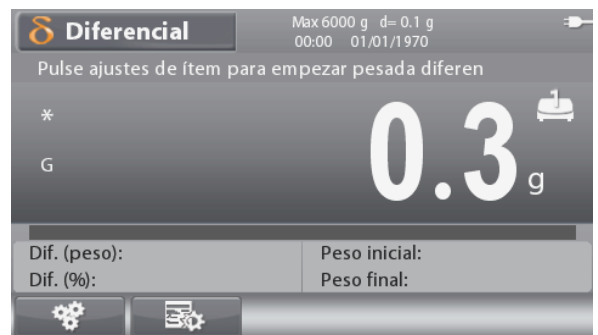 δ Diferencial
Max 6000 g d= 0.1 g
00:00 01/01/1970
Pulse ajustes de ítem para empezar pesada diferen
*
G
0.3 g
1
Dif. (peso):
Peso inicial:
Dif. (%):
Peso final: